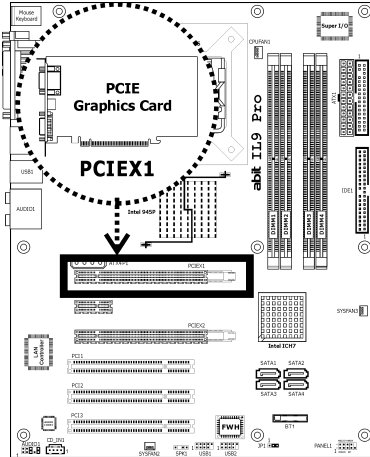 Mouse
Keyboard
Super I/O
CPUFAN1
1
ATX1
PCIE
Graphics Card
PCIEX1
abit IL9 Pro
USB1
IDE1
AUDIO1
Intel 945P
DIMM1
DIMM2
DIMM3
DIMM4
ATX4P1
PCIEX1
SYSFAN3
PCIEX2
Intel ICH7
LAN
Controller
PCI1
SATA1
SATA2
SATA3
SATA4
PCI2
PCI3
FWH
BT1
AUDIO1
CD_IN1
SYSFAN2
SPK1
USB1
USB2
JP1
PANEL1